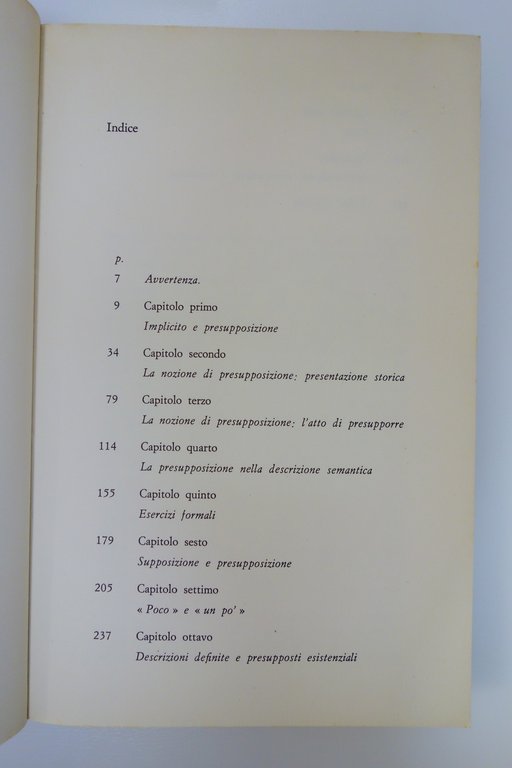 Indice
p.
7 Avvertenza.
9 Capitolo primo
Implicito e presupposizione
34 Capitolo secondo
La nozione di presupposizione: presentazione storica
79 Capitolo terzo
La nozione di presupposizione: l'atto di presupporre
114 Capitolo quarto
La presupposizione nella descrizione semantica
155 Capitolo quinto
Esercizi formali
179 Capitolo sesto
Supposizione e presupposizione
205 Capitolo settimo
« Poco » e « un po' »
237 Capitolo ottavo
Descrizioni definite e presupposti esistenziali